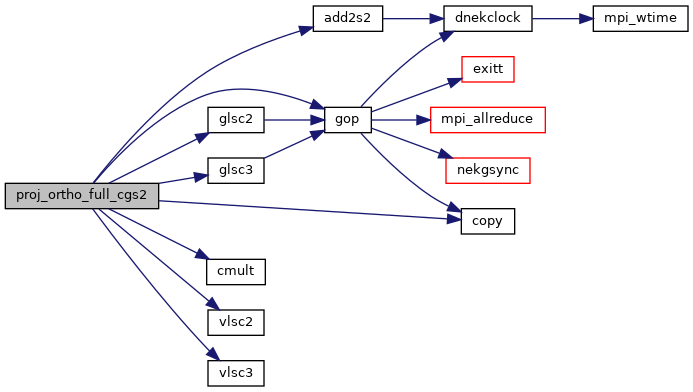 add2s2
dnekclock
mpi_wtime
exitt
glsc2
gop
mpi_allreduce
glsc3
nekgsync
proj_ortho_full_cgs2
copy
cmult
vlsc2
vlsc3